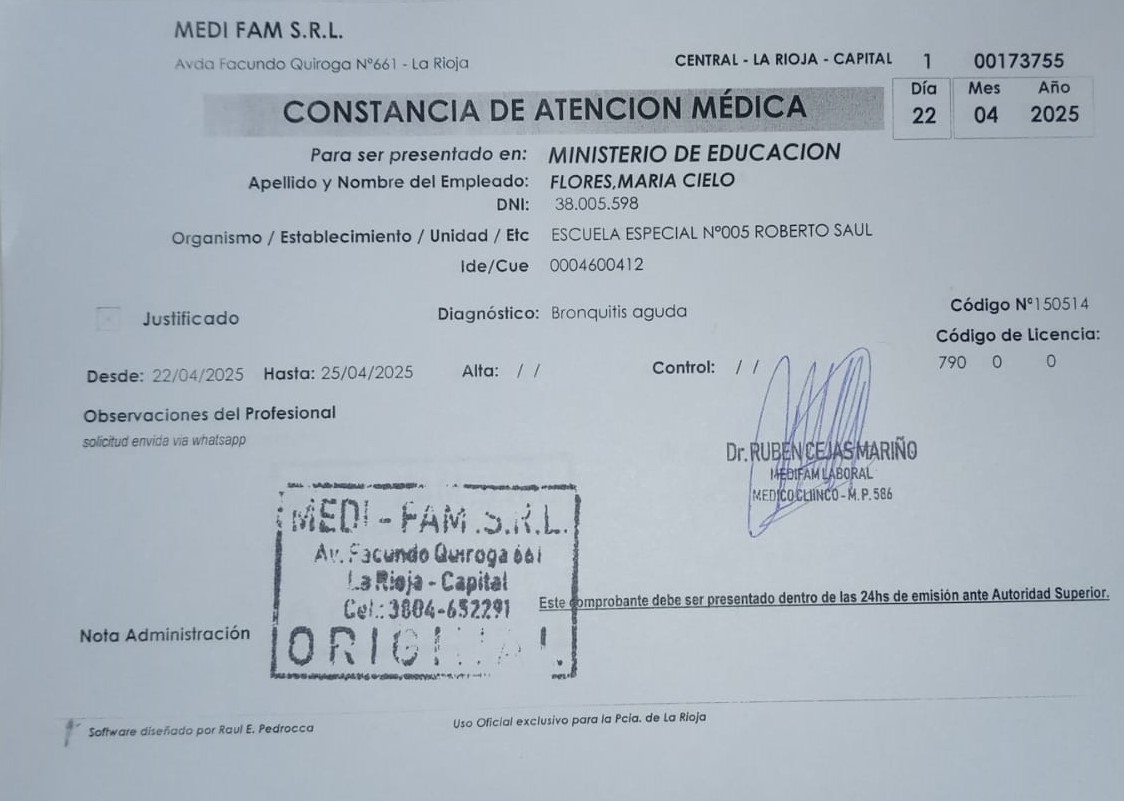 MEDI FAM S.R.L.
Avda Facundo Quiroga Nº661 - La Rioja
CENTRAL - LA RIOJA - CAPITAL 1 00173755
CONSTANCIA DE ATENCION MÉDICA
Día Mes Año
22 04 2025
Para ser presentado en: MINISTERIO DE EDUCACION
Apellido y Nombre del Empleado: FLORES,MARIA CIELO
DNI: 38.005.598
Organismo / Establecimiento / Unidad / Etc ESCUELA ESPECIAL Nº005 ROBERTO SAUL
Ide/Cue 0004600412
Justificado
Diagnóstico: Bronquitis aguda
Código Nº150514
Código de Licencia:
790 0 0
Desde: 22/04/2025 Hasta: 25/04/2025 Alta: / / Control: / /
Observaciones del Profesional
solicitud envida via whatsapp
Dr. RUBEN CEJAS MARIÑO
MEDIFAM LABORAL
MEDICO CLIINCO - M.P. 586
MEDI - FAM.S.R.L.
Av. Facundo Quiroga 661
La Rioja - Capital
Cel.: 3804-652291
ORIGINAL
Este comprobante debe ser presentado dentro de las 24hs de emisión ante Autoridad Superior.
Nota Administración
Software diseñado por Raul E. Pedrocca
Uso Oficial exclusivo para la Pcia. de La Rioja